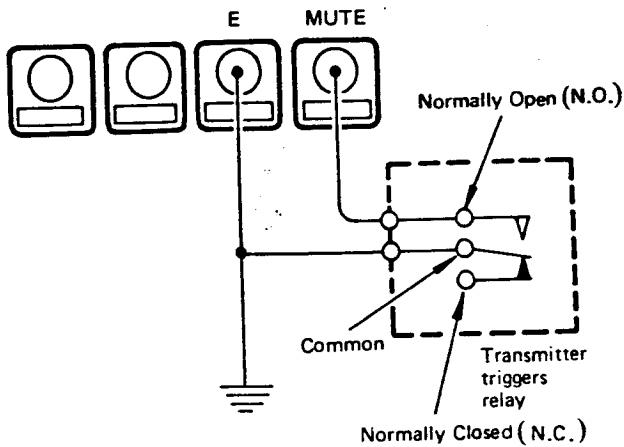 E MUTE
Normally Open (N.O.)
Common
Transmitter
triggers
relay
Normally Closed (N.C.)